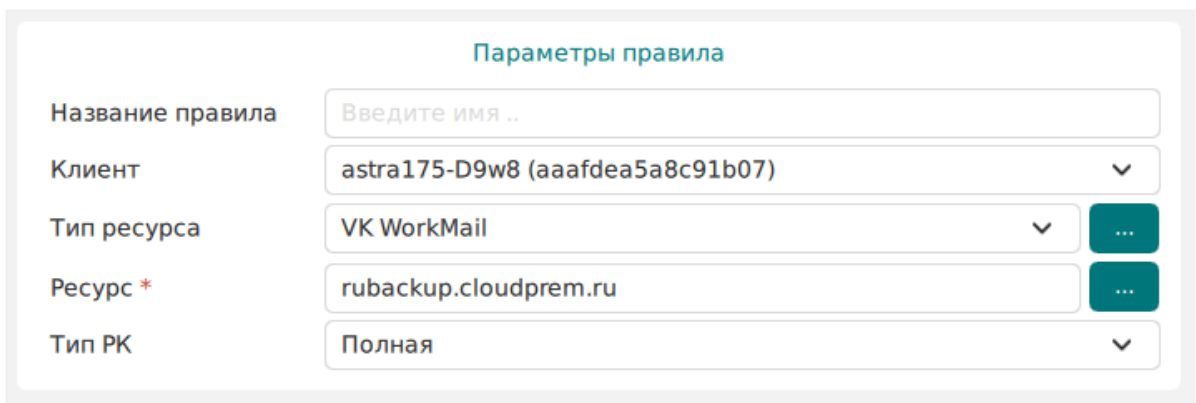 Параметры правила
Название правила Введите имя ..
Клиент astra175-D9w8 (aaafdea5a8c91b07)
Тип ресурса VK WorkMail ...
Ресурс * rubackup.cloudprem.ru ...
Тип РК Полная